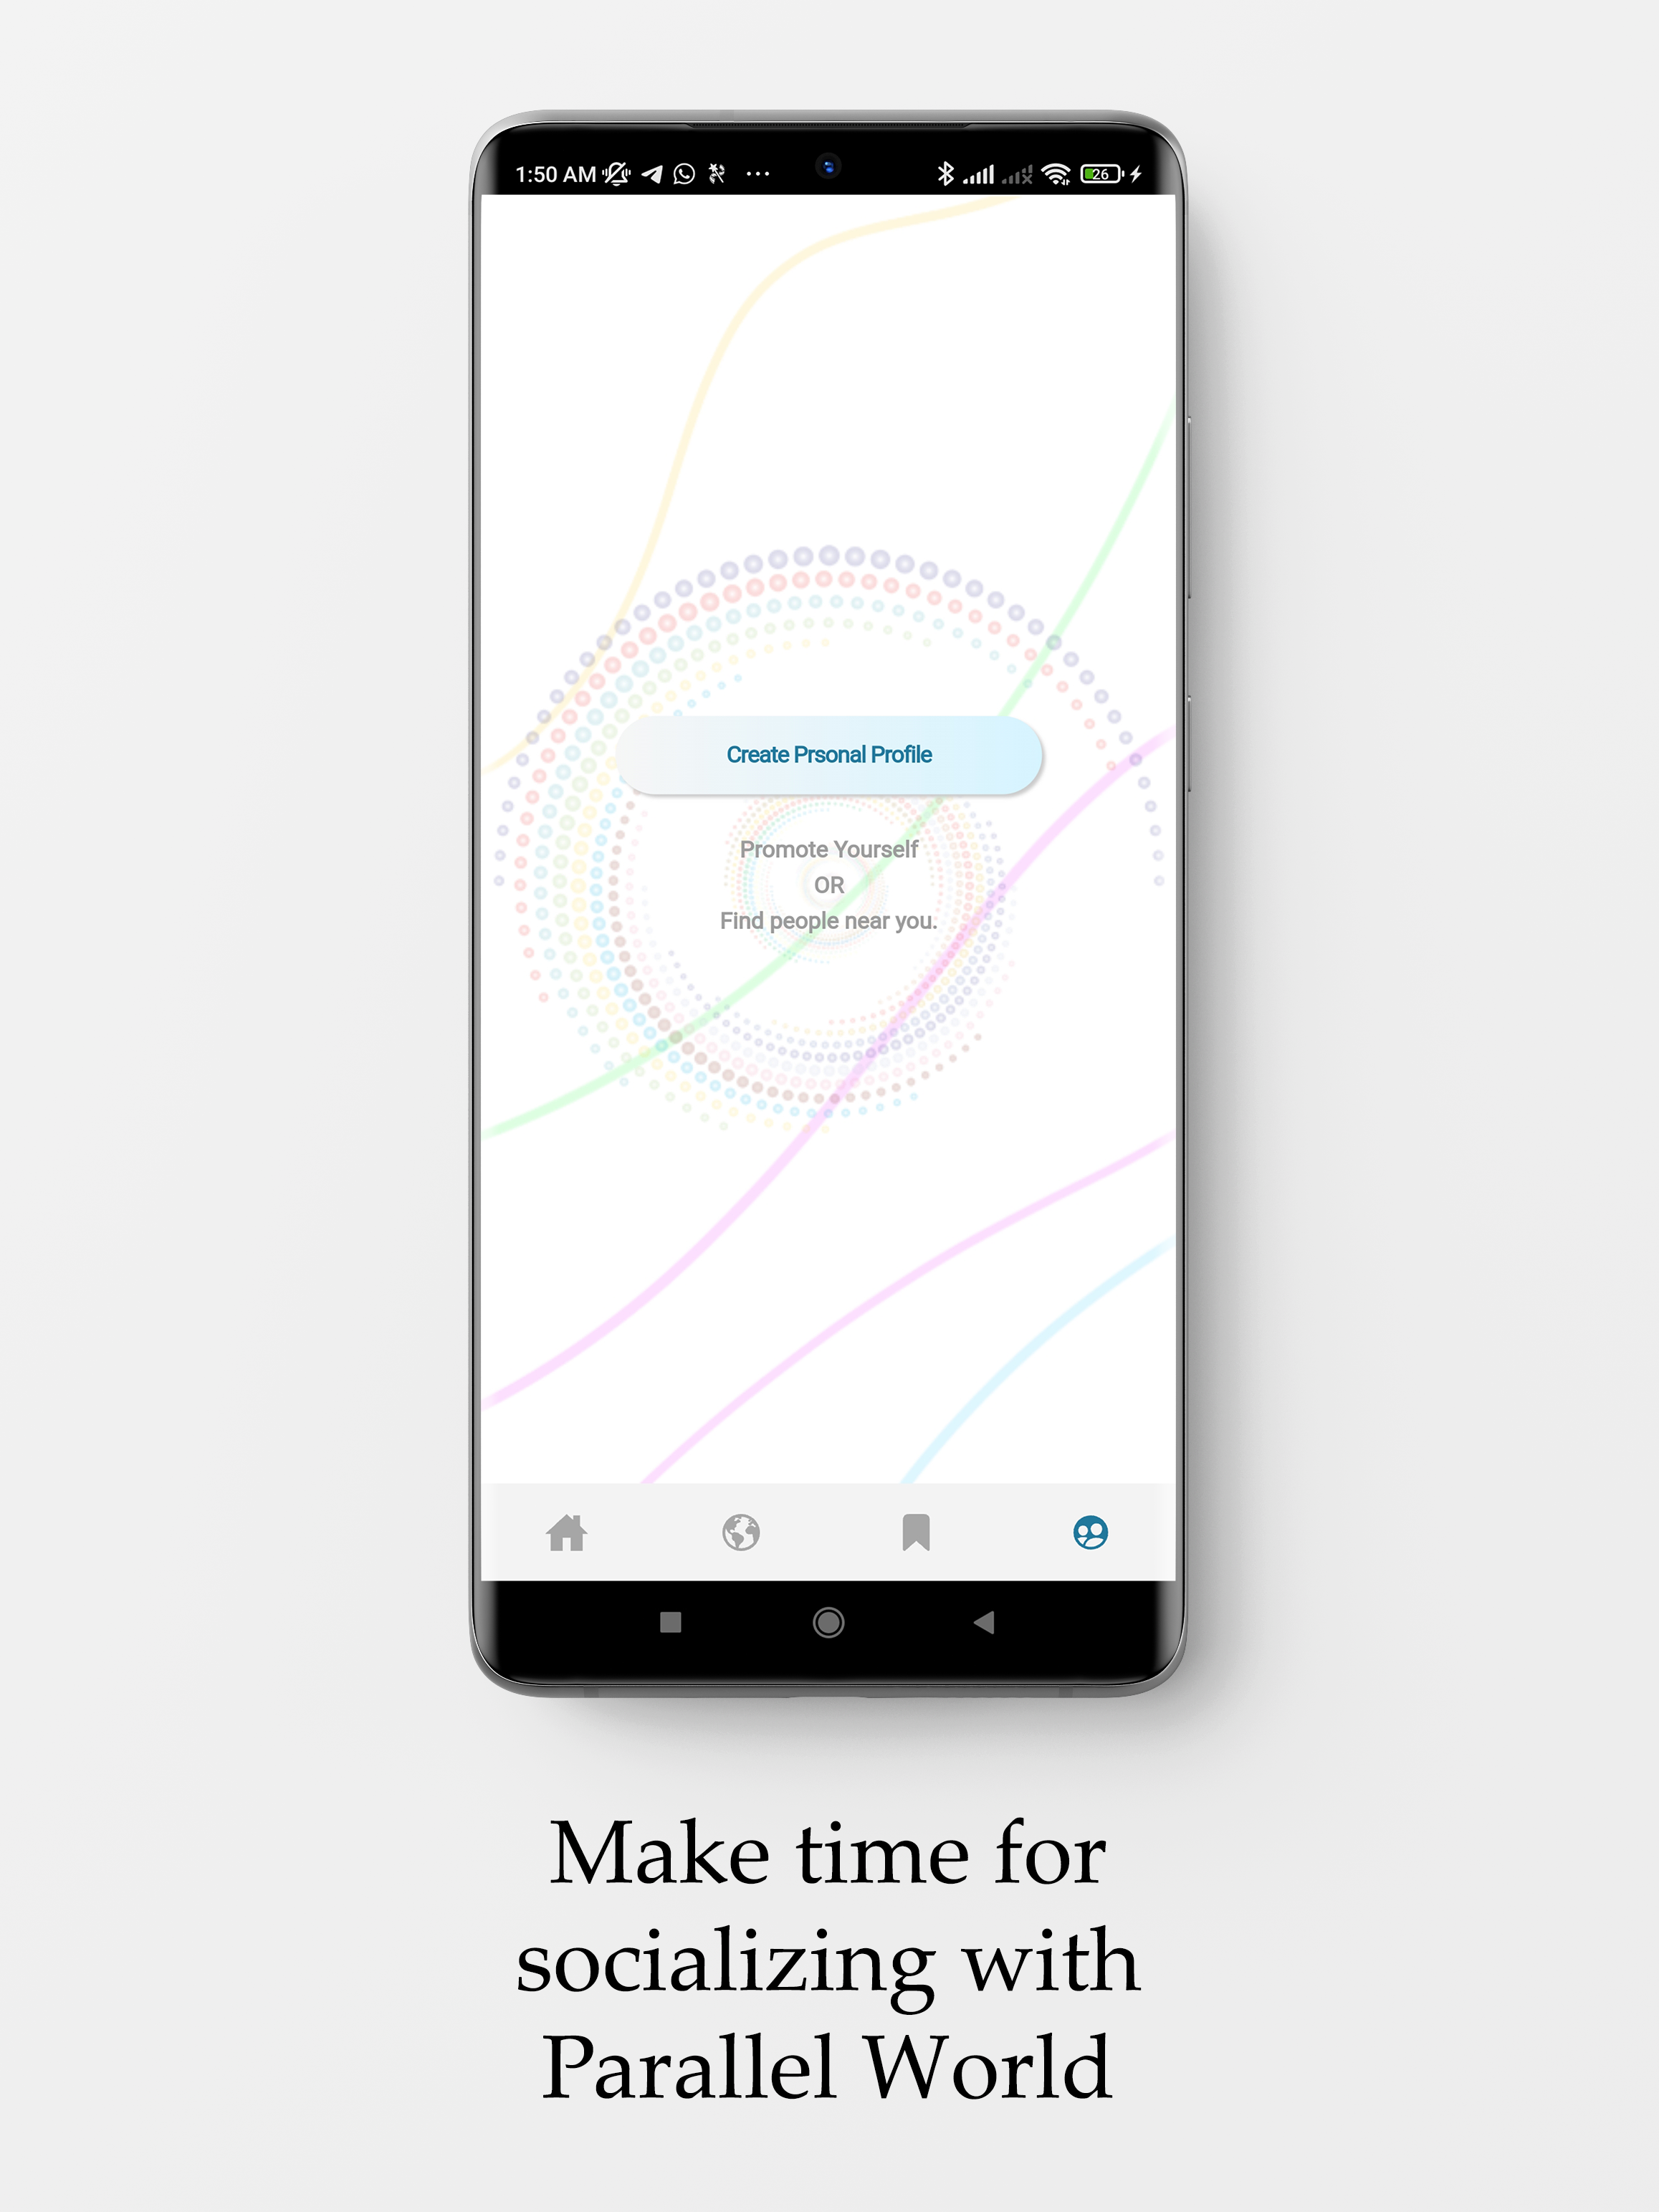 1:50 AM
26
Create Prsonal Profile
Promote Yourself
OR
Find people near you.
Make time for
socializing with
Parallel World